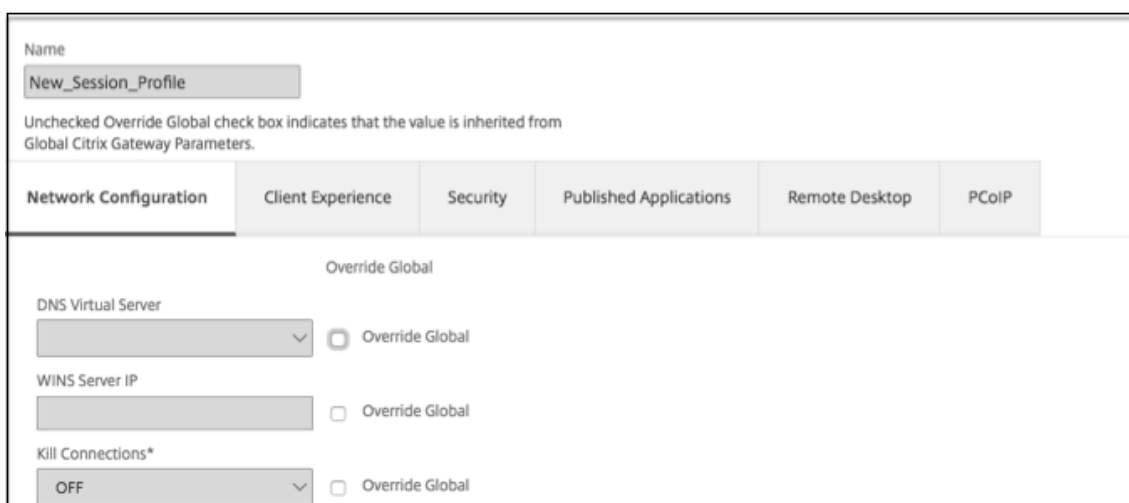 Name
New_Session_Profile
Unchecked Override Global check box indicates that the value is inherited from
Global Citrix Gateway Parameters.
Network Configuration Client Experience Security Published Applications Remote Desktop PCoIP
Override Global
DNS Virtual Server
Override Global
WINS Server IP
Override Global
Kill Connections*
OFF Override Global